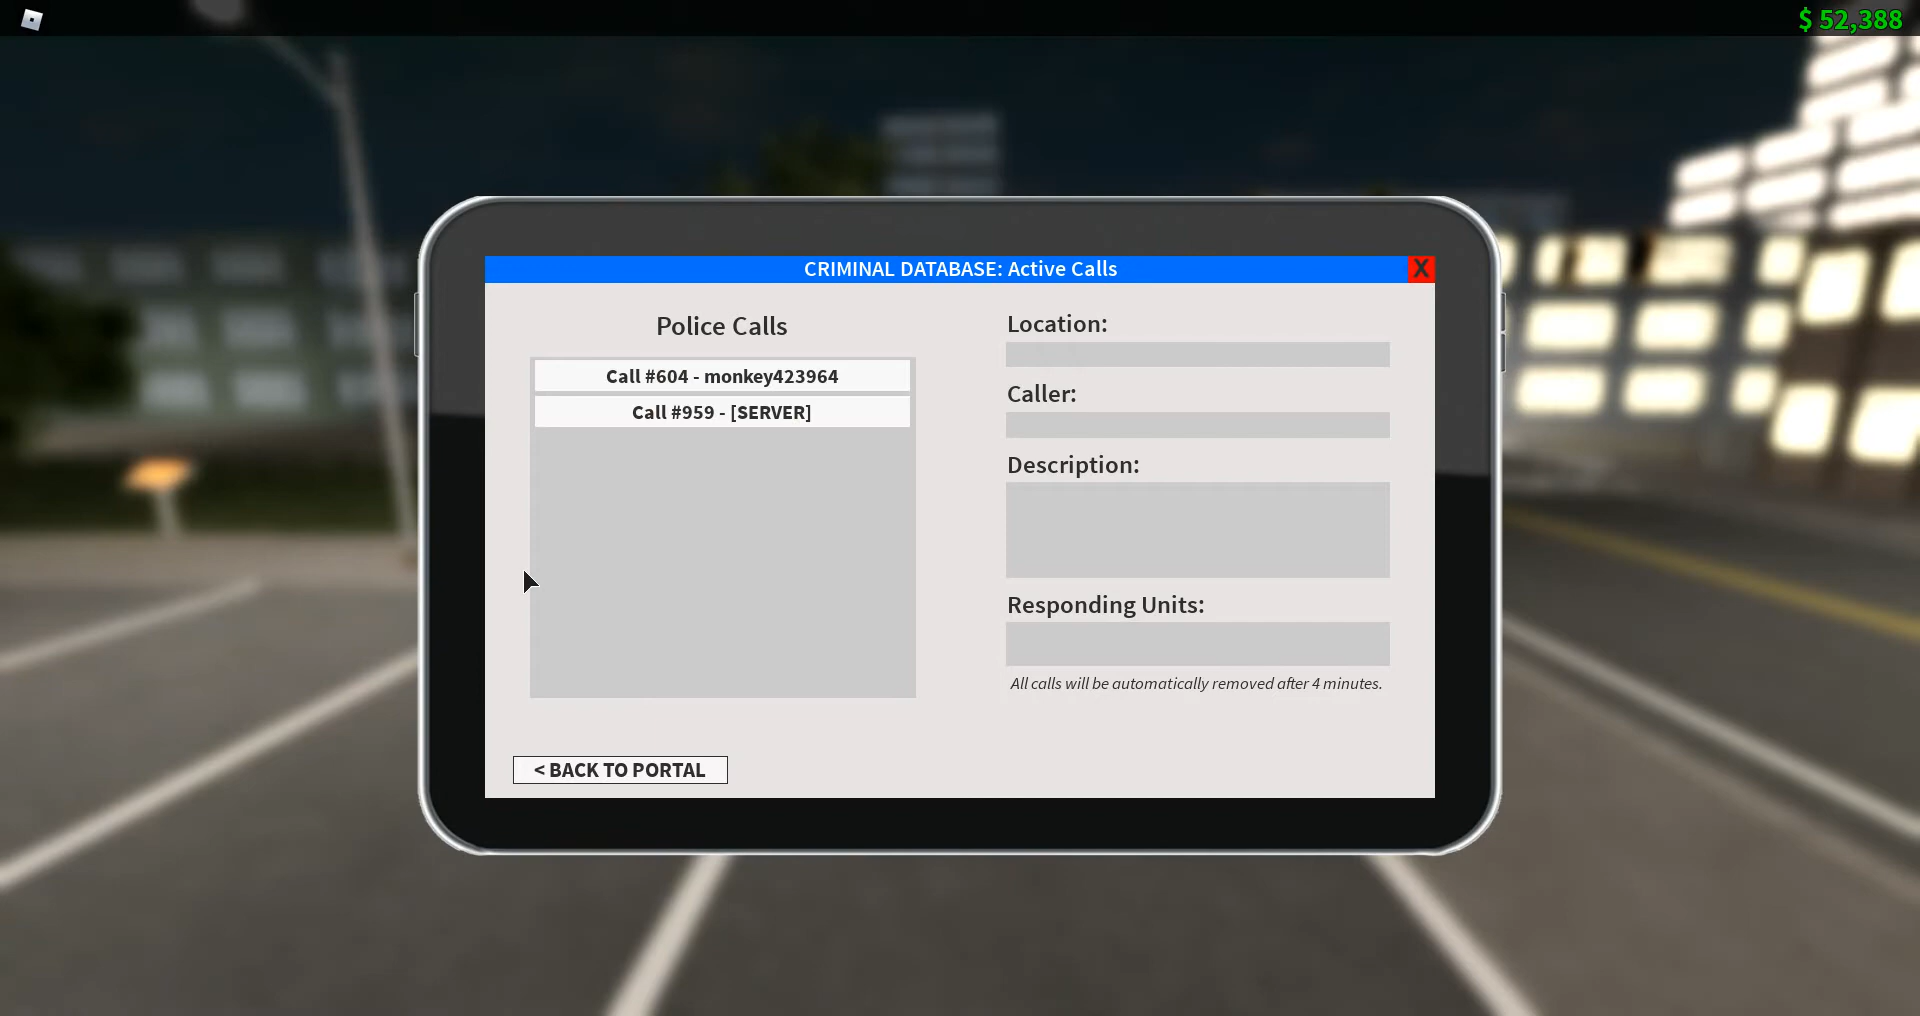 $ 52,388
CRIMINAL DATABASE: Active Calls
X
Police Calls
Call #604 - monkey423964
Call #959 - [SERVER]
Location:
Caller:
Description:
Responding Units:
All calls will be automatically removed after 4 minutes.
< BACK TO PORTAL